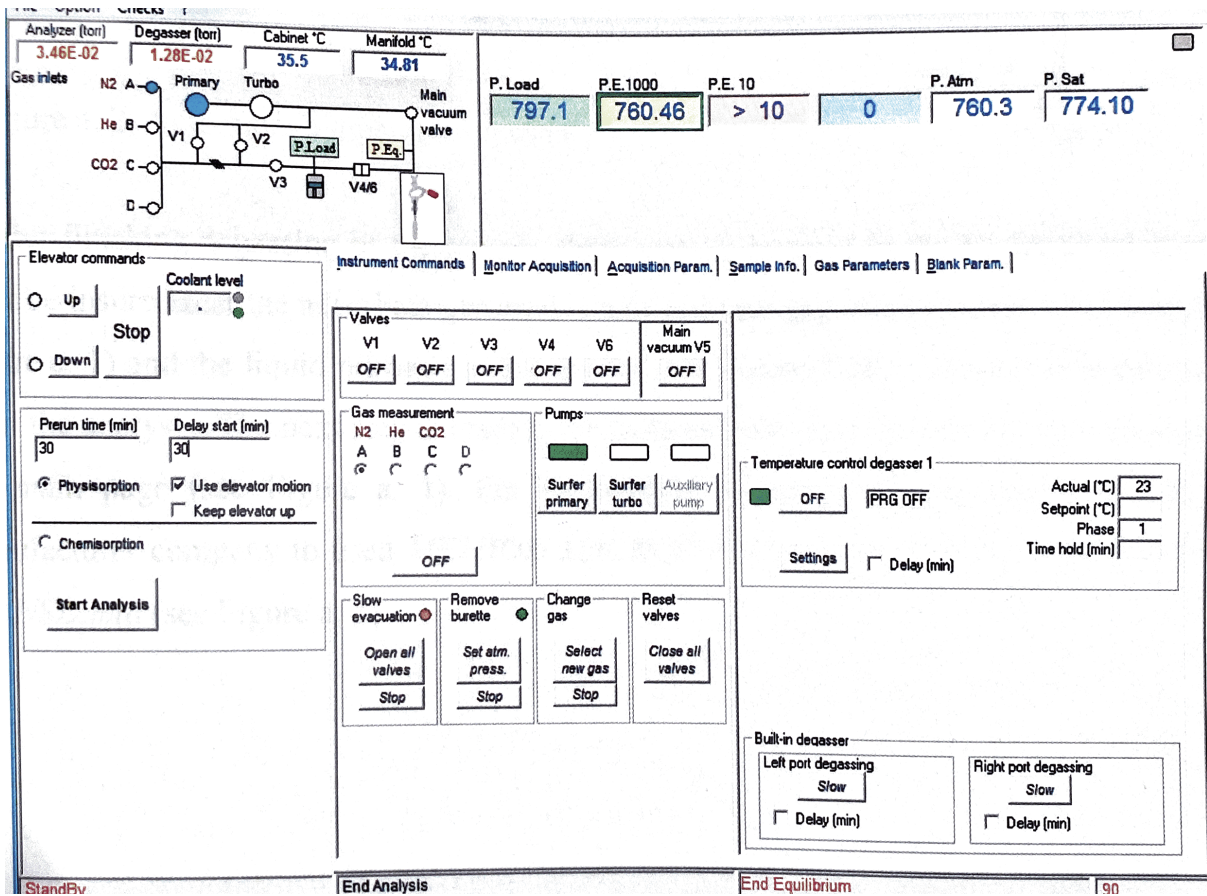 Option Checks
Analyzer (torr) Degasser (torr) Cabinet °C Manifold °C
3.46E-02 1.28E-02 35.5 34.81
Gas inlets
N2 A Primary Turbo Main vacuum valve
He B V1 V2 P.Load P.Eq.
CO2 C V3 V4/6
D
P. Load P.E.1000 P.E. 10 P. Atm P. Sat
797.1 760.46 > 10 0 760.3 774.10
Elevator commands
Up Coolant level
Stop
Down
Prerun time (min) Delay start (min)
30 30
Physisorption Use elevator motion
Keep elevator up
Chemisorption
Start Analysis
Instrument Commands Monitor Acquisition Acquisition Param. Sample Info. Gas Parameters Blank Param.
Valves
V1 V2 V3 V4 V6 Main vacuum V5
OFF OFF OFF OFF OFF OFF
Gas measurement
N2 He CO2
A B C D
OFF
Pumps
Surfer primary Surfer turbo Auxiliary pump
Slow evacuation Remove burette Change gas Reset valves
Open all valves Set atm. press. Select new gas Close all valves
Stop Stop Stop
Temperature control degasser 1
OFF PRG OFF
Actual (°C) 23
Setpoint (°C)
Phase 1
Time hold (min)
Settings Delay (min)
Built-in degasser
Left port degassing Right port degassing
Slow Slow
Delay (min) Delay (min)
StandBy End Analysis End Equilibrium 90